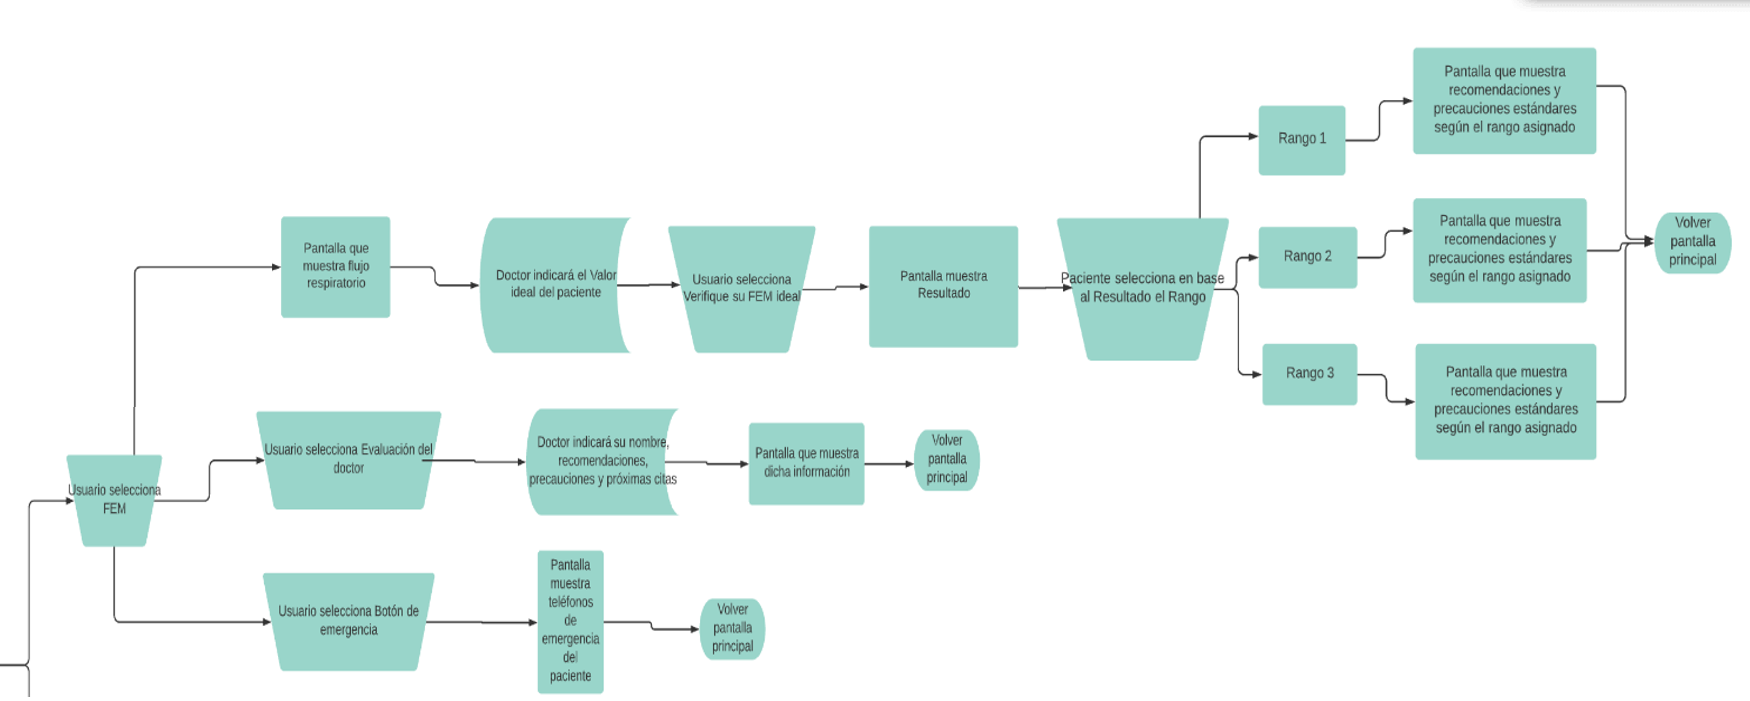 Pantalla que
muestra flujo
respiratorio
Doctor indicará el Valor
ideal del paciente
Usuario selecciona
Verifique su FEM ideal
Pantalla muestra
Resultado
Paciente selecciona en base
al Resultado el Rango
Rango 1
Pantalla que muestra
recomendaciones y
precauciones estándares
según el rango asignado
Rango 2
Pantalla que muestra
recomendaciones y
precauciones estándares
según el rango asignado
Rango 3
Pantalla que muestra
recomendaciones y
precauciones estándares
según el rango asignado
Volver
pantalla
principal
Usuario selecciona
FEM
Usuario selecciona Evaluación del
doctor
Doctor indicará su nombre,
recomendaciones,
precauciones y próximas citas
Pantalla que muestra
dicha información
Volver
pantalla
principal
Usuario selecciona Botón de
emergencia
Pantalla
muestra
teléfonos
de
emergencia
del
paciente
Volver
pantalla
principal